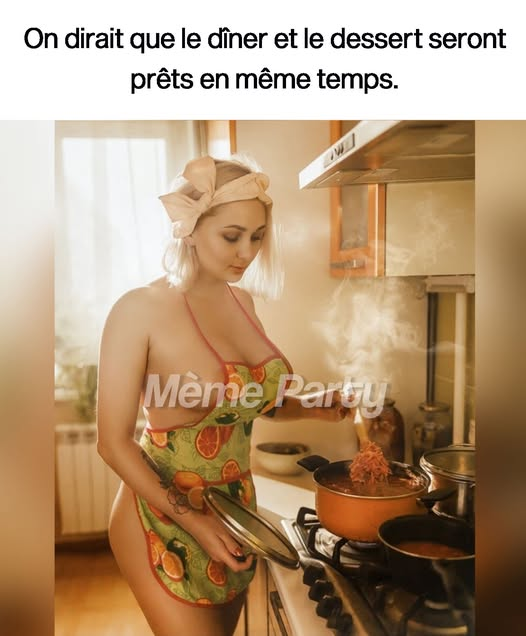 On dirait que le dîner et le dessert seront
prêts en même temps.
Mème Party